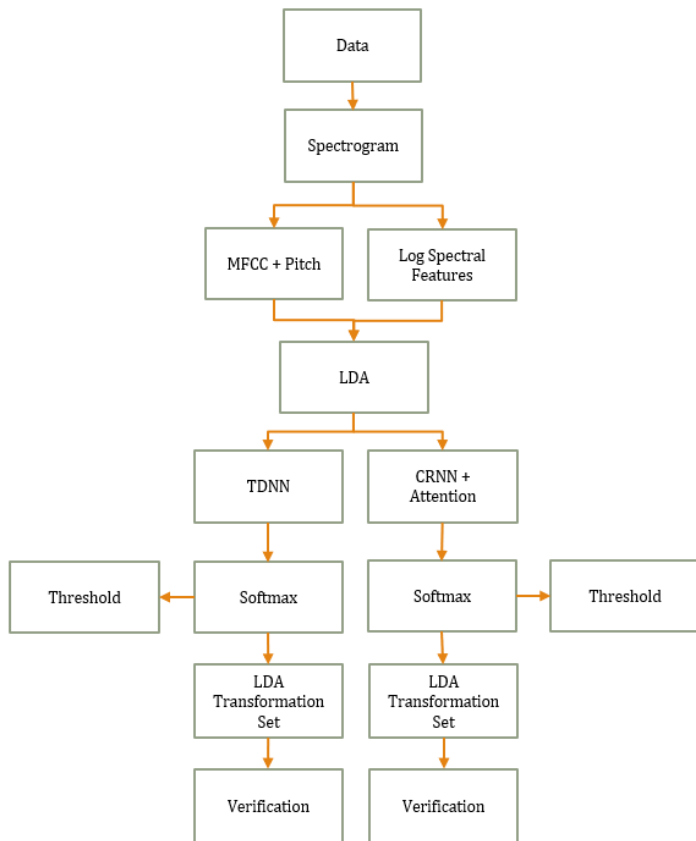 Data
Spectrogram
MFCC + Pitch
Log Spectral
Features
LDA
TDNN
CRNN +
Attention
Threshold
Softmax
Softmax
Threshold
LDA
Transformation
Set
LDA
Transformation
Set
Verification
Verification